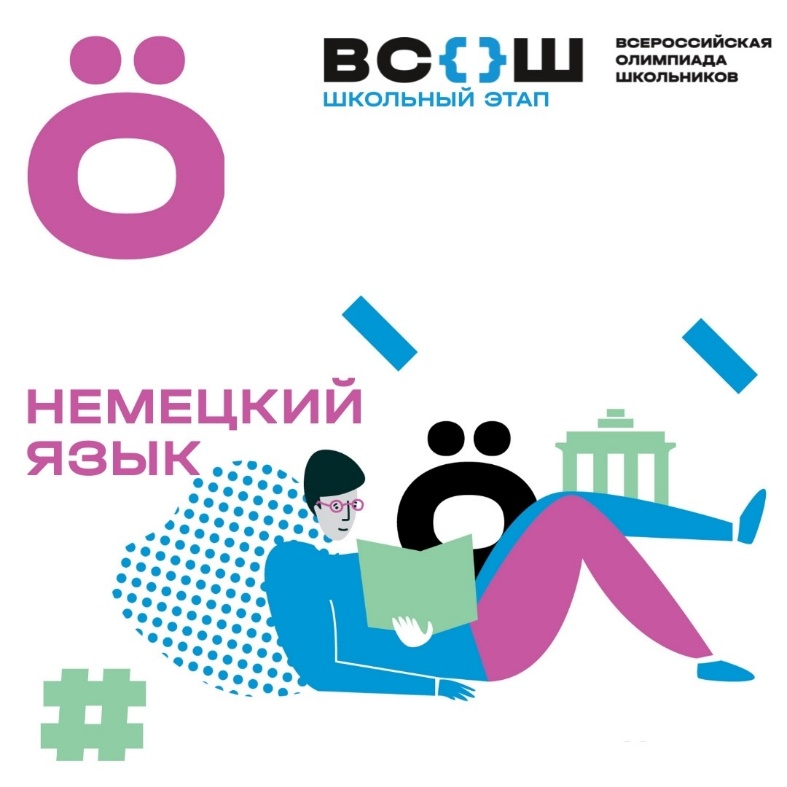 Ö
ВС{}Ш
ШКОЛЬНЫЙ ЭТАП
ВСЕРОССИЙСКАЯ
ОЛИМПИАДА
ШКОЛЬНИКОВ
НЕМЕЦКИЙ
ЯЗЫК
Ö
#